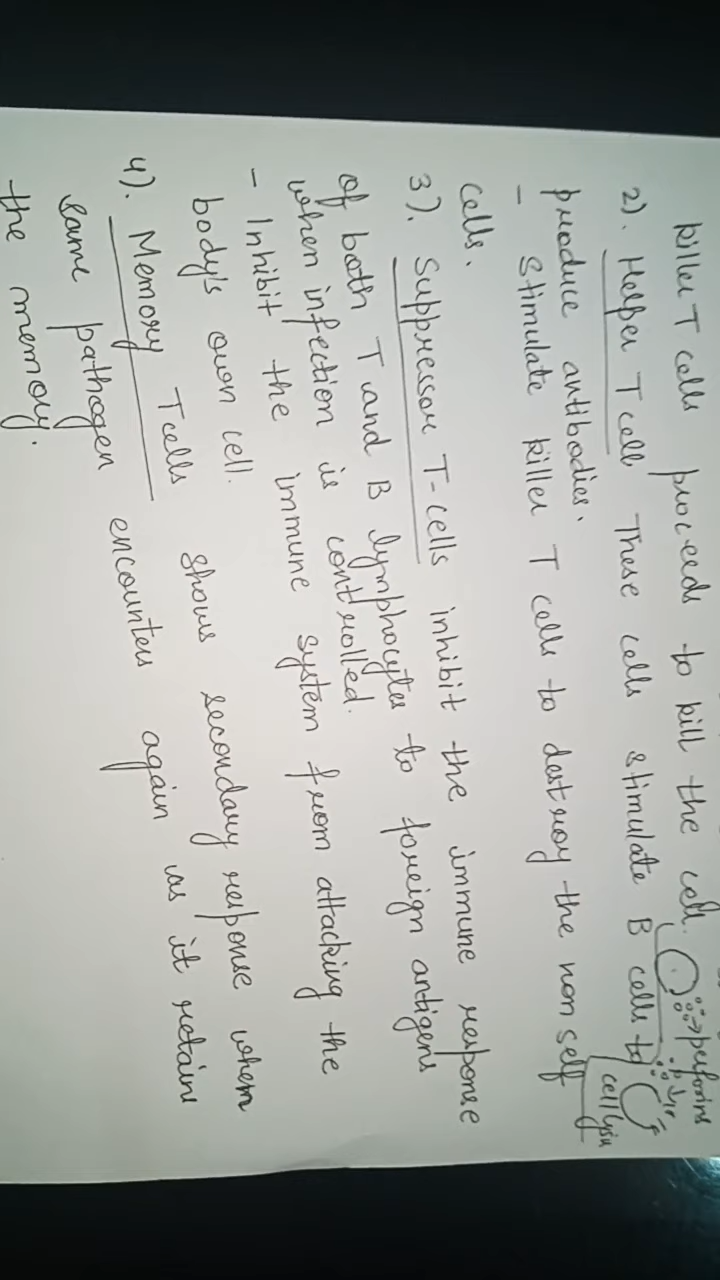 killer T cells proceeds to kill the cell.
perforins
2). Helper T cell These cells stimulate B cells to
cell lysis
produce antibodies.
- Stimulate killer T cells to destroy the non self
cells.
3). Suppressor T-cells inhibit the immune response
of both T and B lymphocytes to foreign antigens
when infection is controlled.
- Inhibit the immune system from attacking the
body's own cell.
4). Memory T cells shows secondary response when
same pathogen encounters again as it retains
the memory.